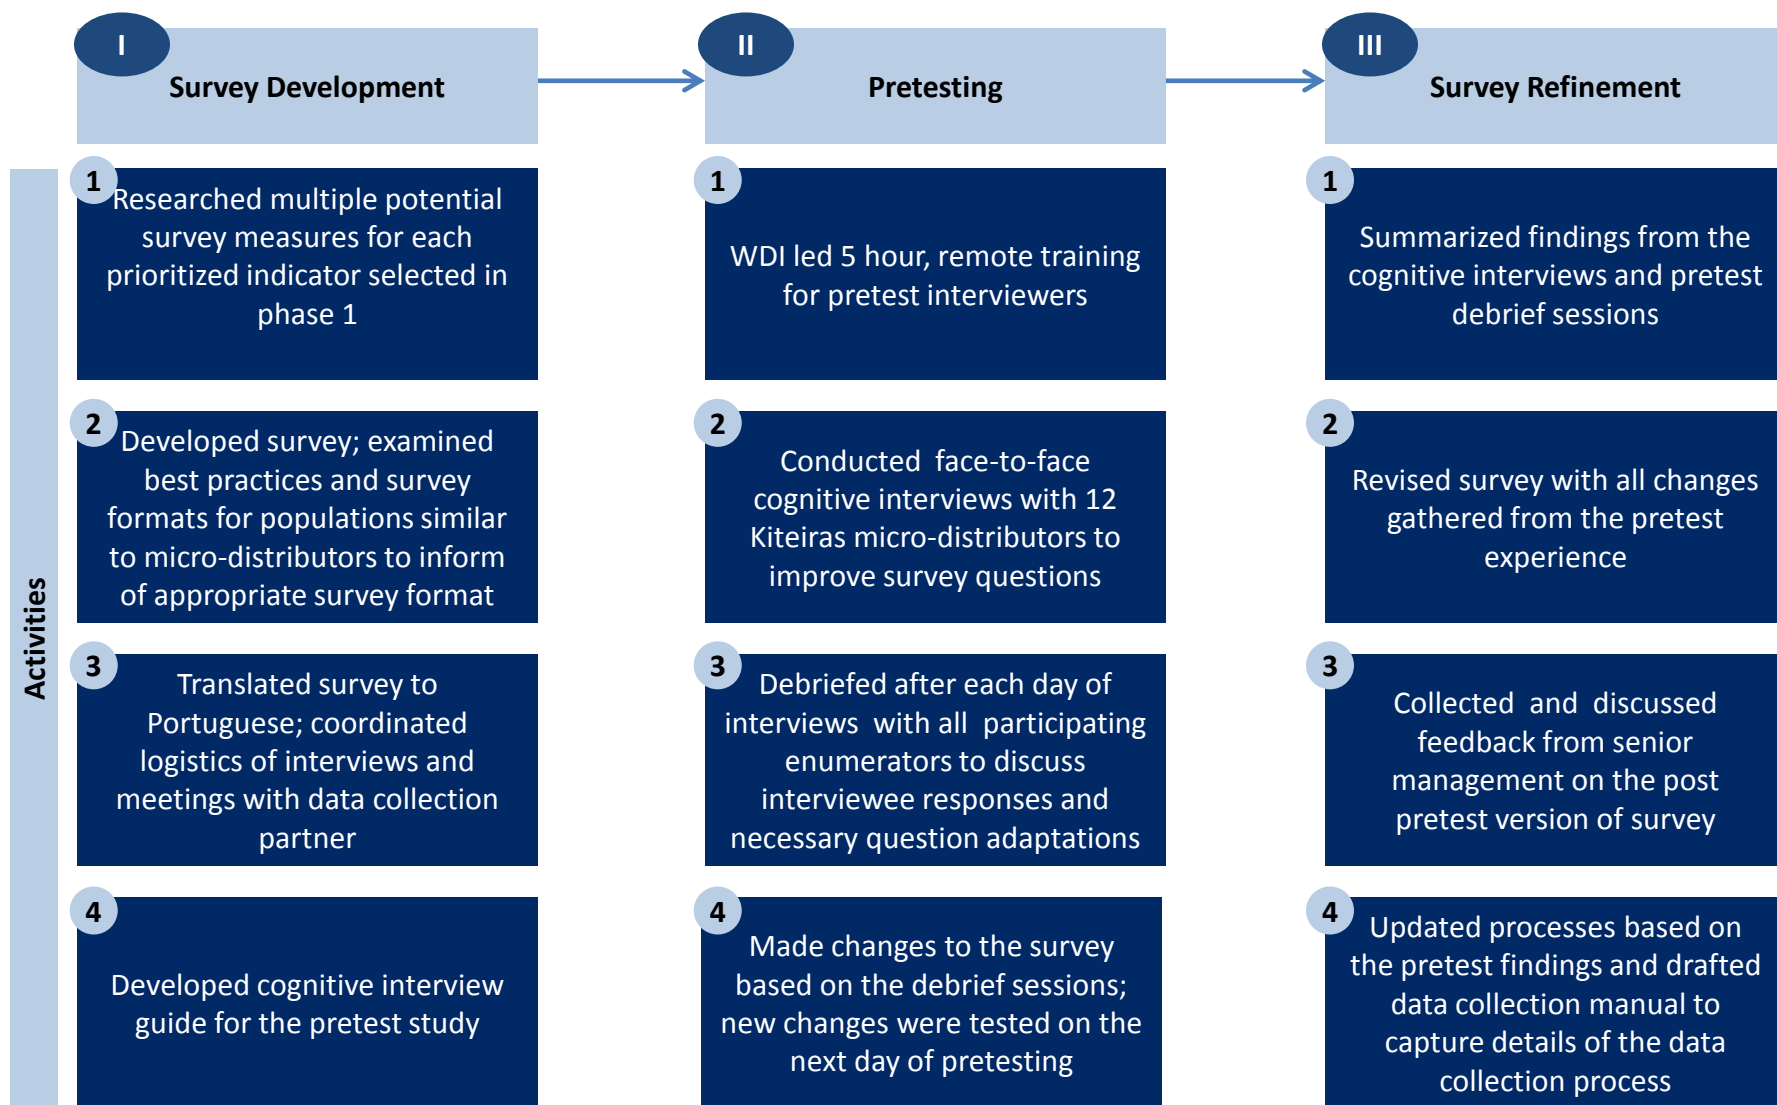 I
Survey Development
II
Pretesting
III
Survey Refinement
Activities
1
Researched multiple potential
survey measures for each
prioritized indicator selected in
phase 1
2
Developed survey; examined
best practices and survey
formats for populations similar
to micro-distributors to inform
of appropriate survey format
3
Translated survey to
Portuguese; coordinated
logistics of interviews and
meetings with data collection
partner
4
Developed cognitive interview
guide for the pretest study
1
WDI led 5 hour, remote training
for pretest interviewers
2
Conducted face-to-face
cognitive interviews with 12
Kiteiras micro-distributors to
improve survey questions
3
Debriefed after each day of
interviews with all participating
enumerators to discuss
interviewee responses and
necessary question adaptations
4
Made changes to the survey
based on the debrief sessions;
new changes were tested on the
next day of pretesting
1
Summarized findings from the
cognitive interviews and pretest
debrief sessions
2
Revised survey with all changes
gathered from the pretest
experience
3
Collected and discussed
feedback from senior
management on the post
pretest version of survey
4
Updated processes based on
the pretest findings and drafted
data collection manual to
capture details of the data
collection process